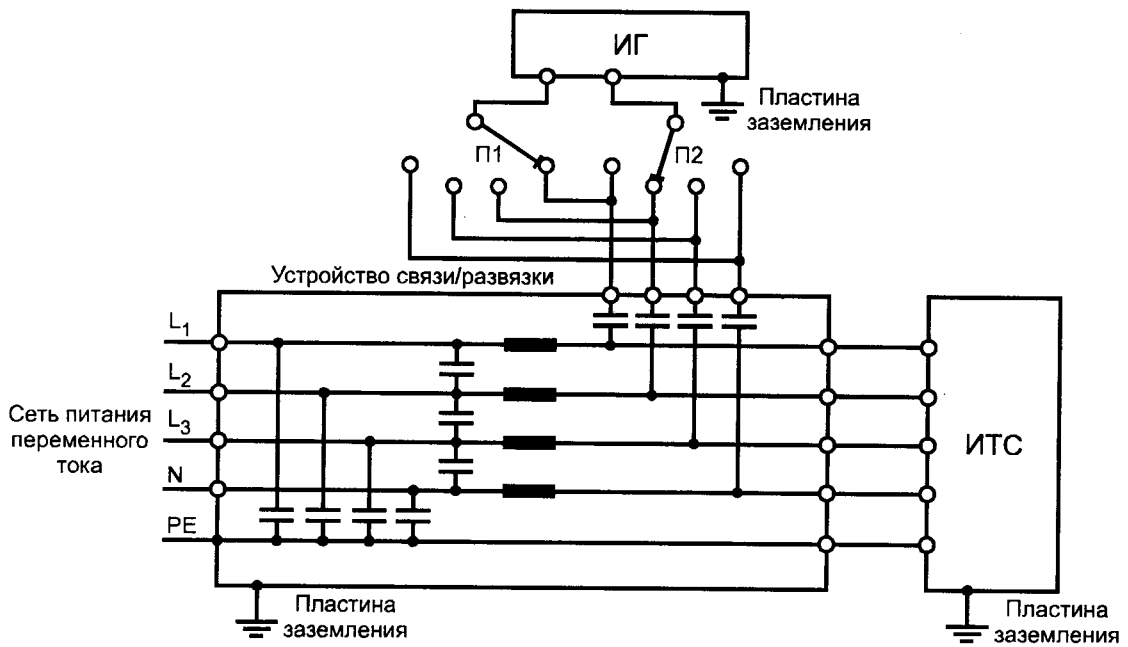 ИГ
Пластина
заземления
П1
П2
Устройство связи/развязки
L1
L2
Сеть питания
переменного
тока
L3
N
PE
ИТС
Пластина
заземления
Пластина
заземления